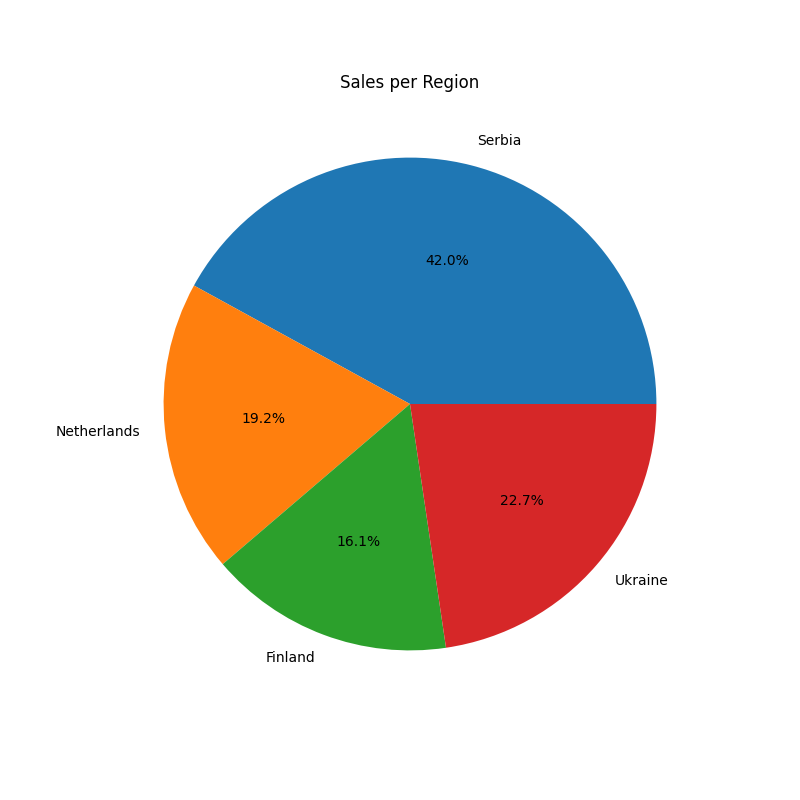 Sales per Region
Serbia
42.0%
Netherlands
19.2%
16.1%
Finland
22.7%
Ukraine